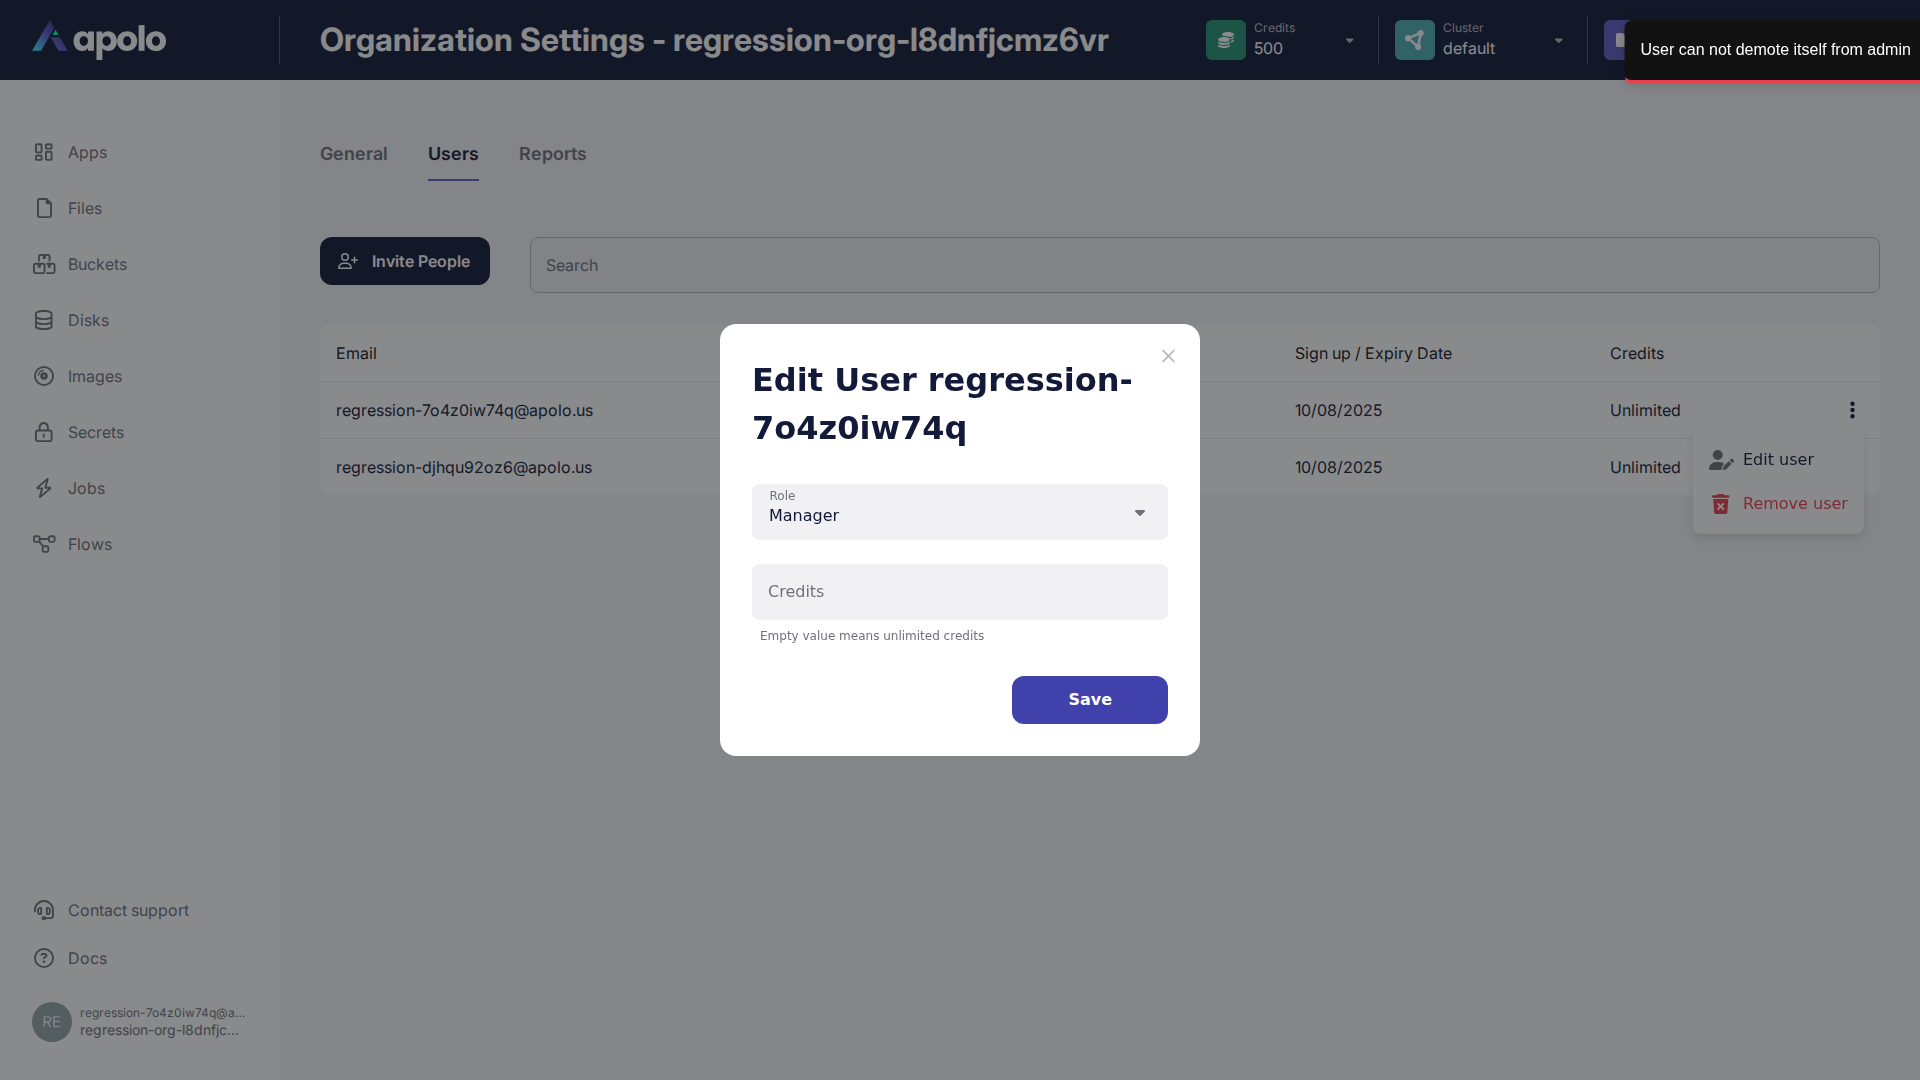 apolo
Organization Settings - regression-org-l8dnfjcmz6vr
Credits
500
Cluster
default
User can not demote itself from admin
Apps
Files
Buckets
Disks
Images
Secrets
Jobs
Flows
General Users Reports
Invite People
Search
Email Sign up / Expiry Date Credits
regression-7o4z0iw74q@apolo.us 10/08/2025 Unlimited
regression-djhqu92oz6@apolo.us 10/08/2025 Unlimited
Edit user
Remove user
Edit User regression-
7o4z0iw74q
Role
Manager
Credits
Empty value means unlimited credits
Save
Contact support
Docs
RE
regression-7o4z0iw74q@a...
regression-org-l8dnfjc...